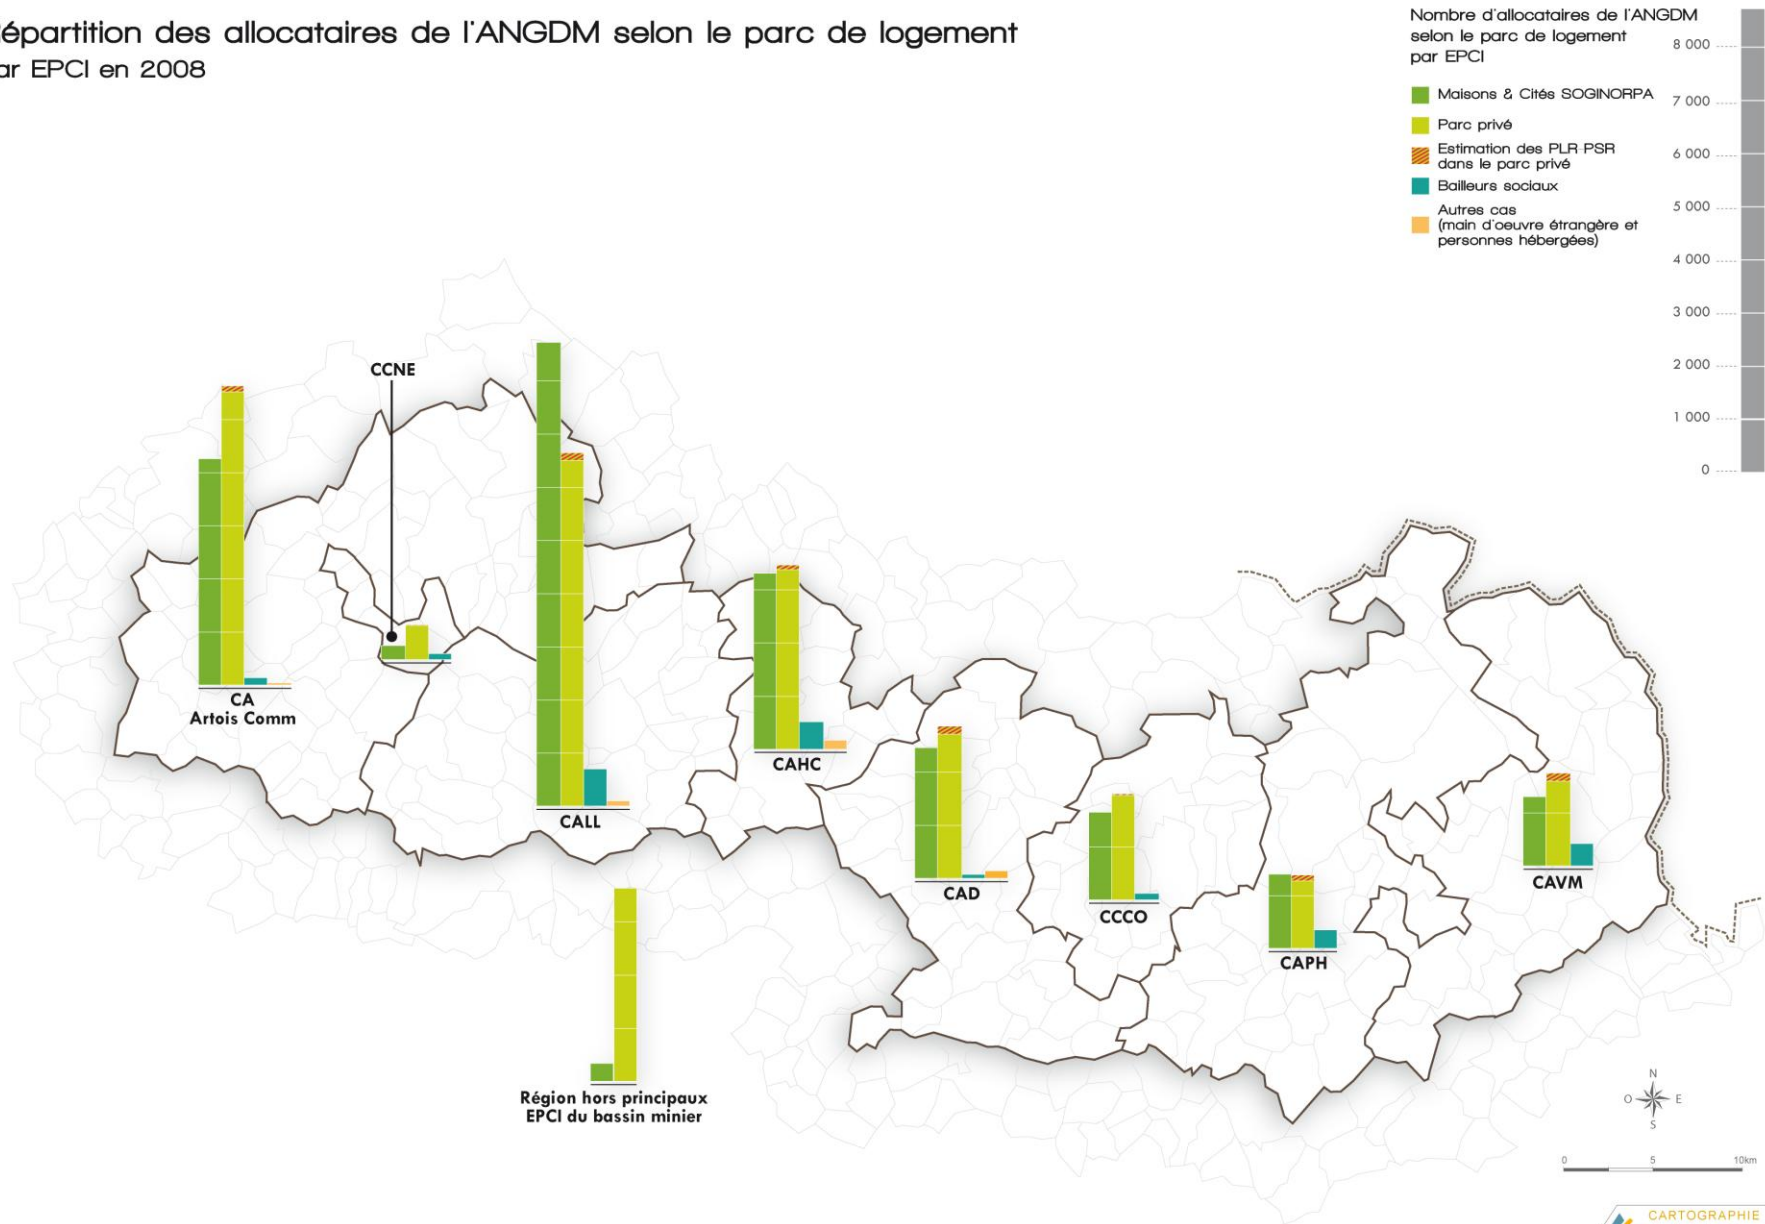 épartition des allocataires de l'ANGDM selon le parc de logement
ar EPCI en 2008
Nombre d'allocataires de l'ANGDM
selon le parc de logement
par EPCI
Maisons & Cités SOGINORPA
Parc privé
Estimation des PLR PSR
dans le parc privé
Bailleurs sociaux
Autres cas
(main d'oeuvre étrangère et
personnes hébergées)
8 000
7 000
6 000
5 000
4 000
3 000
2 000
1 000
0
CCNE
CA
Artois Comm
CALL
CAHC
CAD
CCCO
CAPH
CAVM
Région hors principaux
EPCI du bassin minier
N
O E
S
0 5 10km
CARTOGRAPHIE